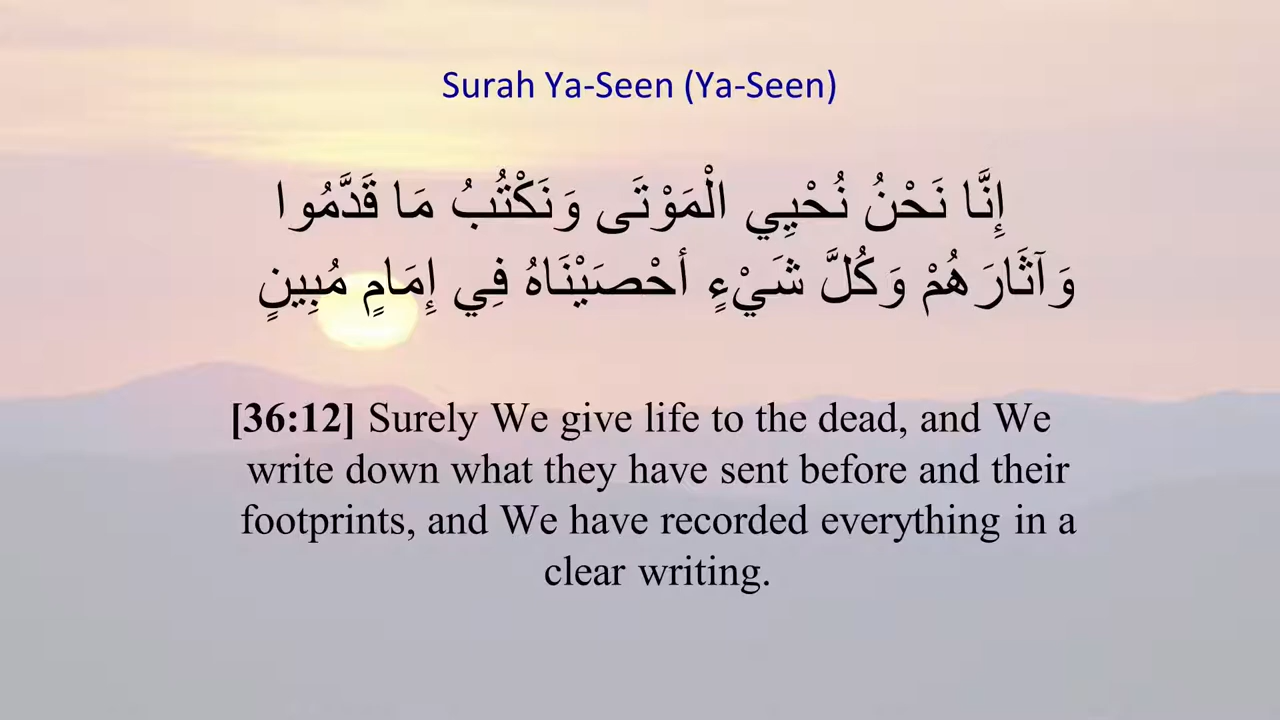 Surah Ya-Seen (Ya-Seen)
إِنَّا نَحْنُ نُحْيِي الْمَوْتَى وَنَكْتُبُ مَا قَدَّمُوا
وَآثَارَهُمْ وَكُلَّ شَيْءٍ أحْصَيْنَاهُ فِي إِمَامٍ مُبِينٍ
[36:12] Surely We give life to the dead, and We
write down what they have sent before and their
footprints, and We have recorded everything in a
clear writing.